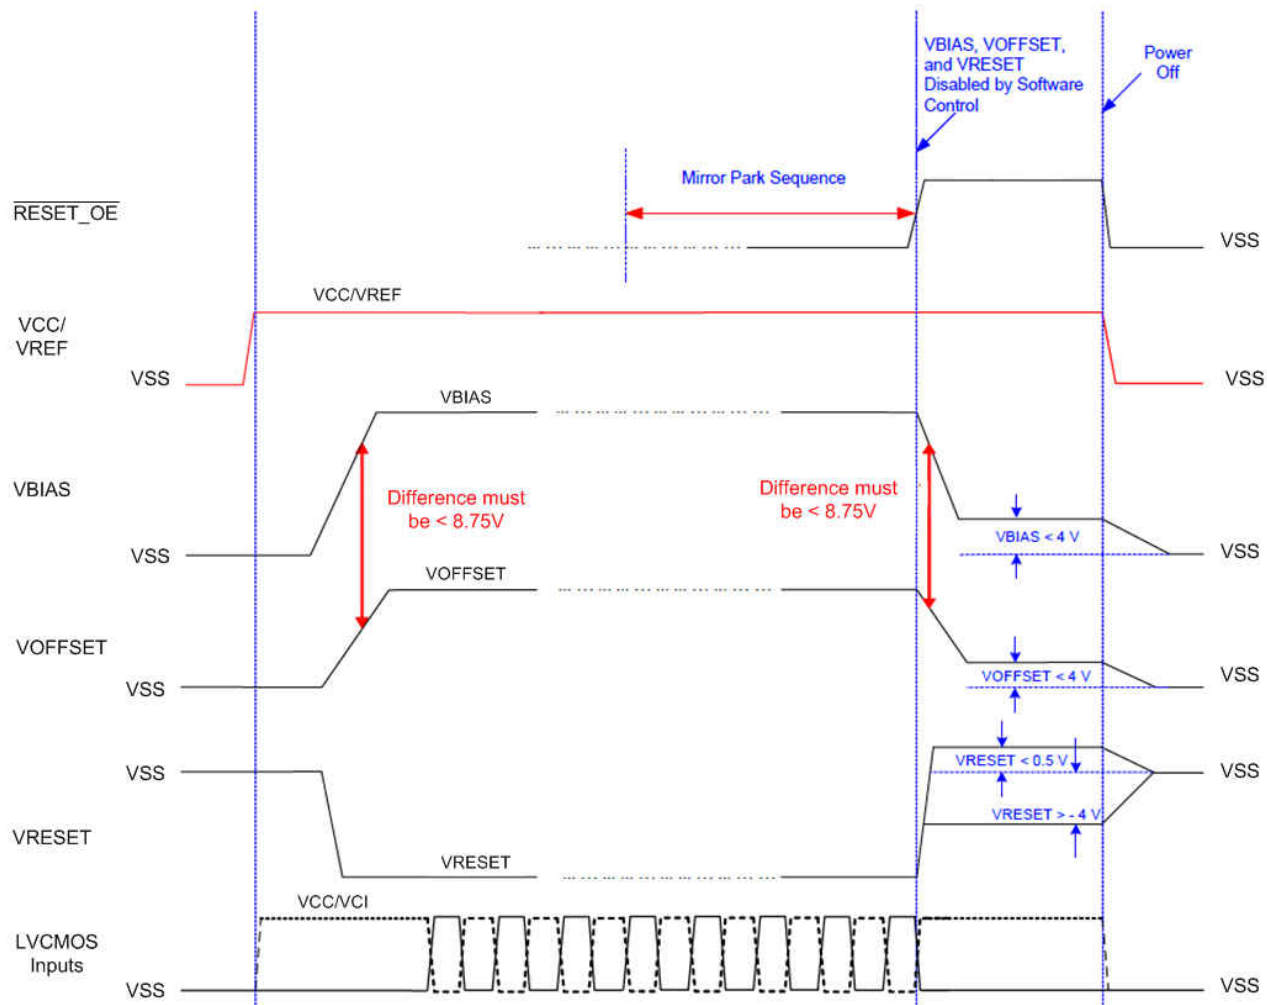 VBIAS, VOFFSET,
and VRESET
Disabled by Software
Control
Power
Off
Mirror Park Sequence
RESET_OE
VSS
VCC/VREF
VCC/
VREF
VSS
VSS
VBIAS
VBIAS
Difference must
be < 8.75V
Difference must
be < 8.75V
VBIAS < 4 V
VSS
VSS
VOFFSET
VOFFSET
VOFFSET < 4 V
VSS
VSS
VSS
VRESET < 0.5 V
VSS
VRESET > - 4 V
VRESET
VRESET
VCC/VCI
LVCMOS
Inputs
VSS
VSS